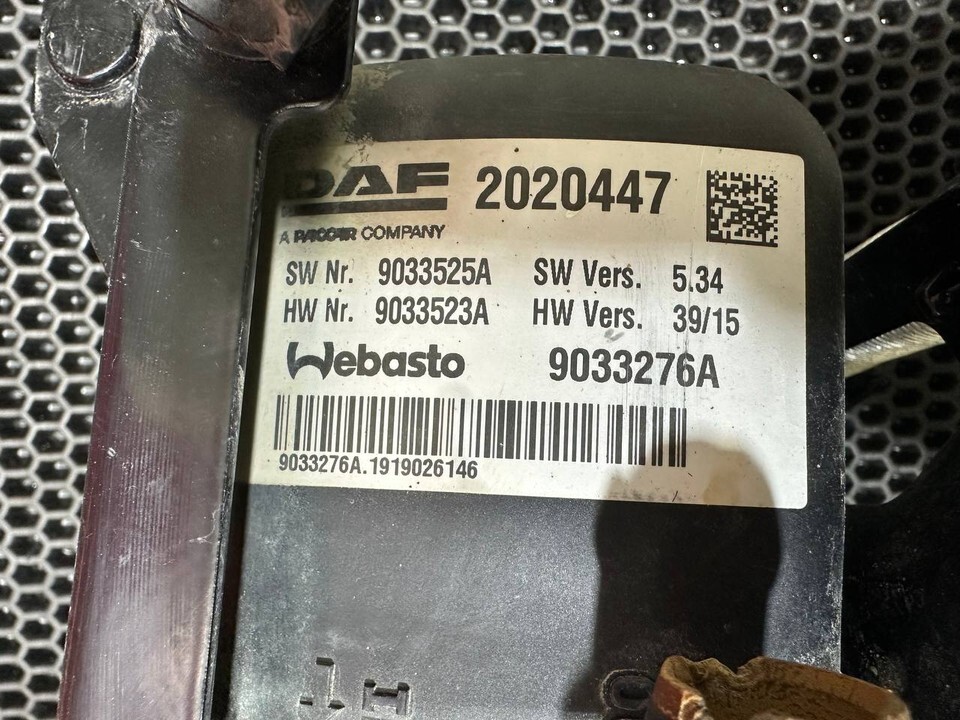 DAF 2020447
A PACCAR COMPANY
SW Nr. 9033525A SW Vers. 5.34
HW Nr. 9033523A HW Vers. 39/15
Webasto 9033276A
9033276A.1919026146